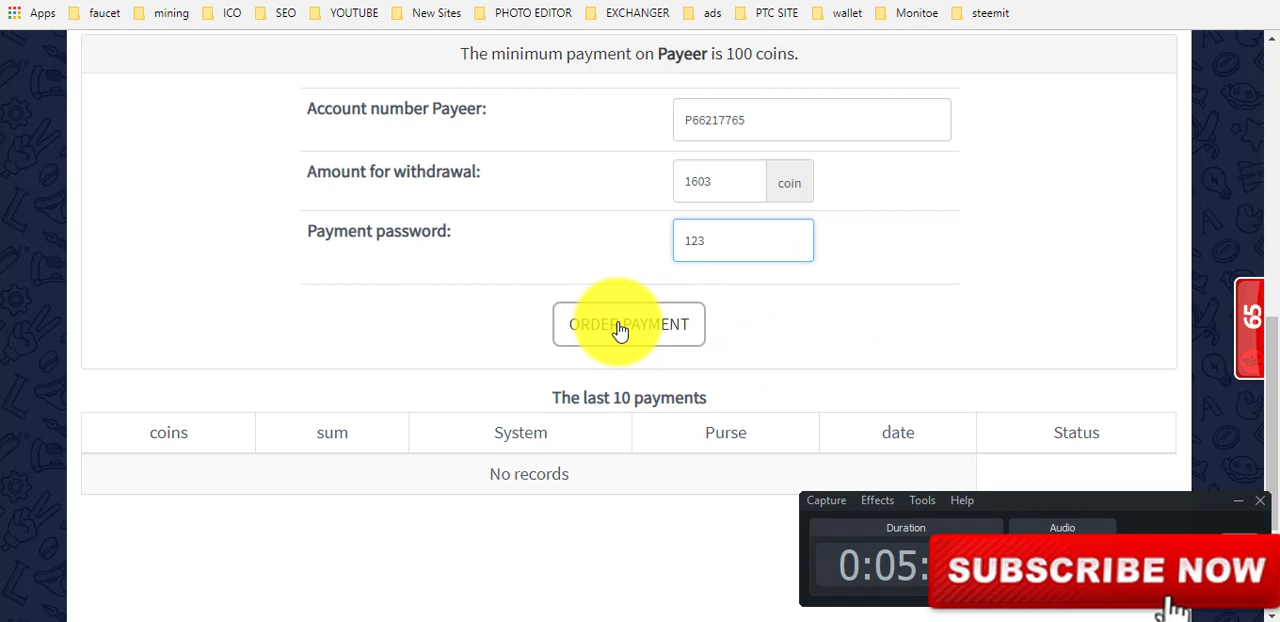 Apps faucet mining ICO SEO YOUTUBE New Sites PHOTO EDITOR EXCHANGER ads PTC SITE wallet Monitoe steemit
The minimum payment on Payeer is 100 coins.
Account number Payeer: P66217765
Amount for withdrawal: 1603 coin
Payment password: 123
ORDER PAYMENT
65
The last 10 payments
coins sum System Purse date Status
No records
Capture Effects Tools Help
Duration Audio
0:05:
SUBSCRIBE NOW